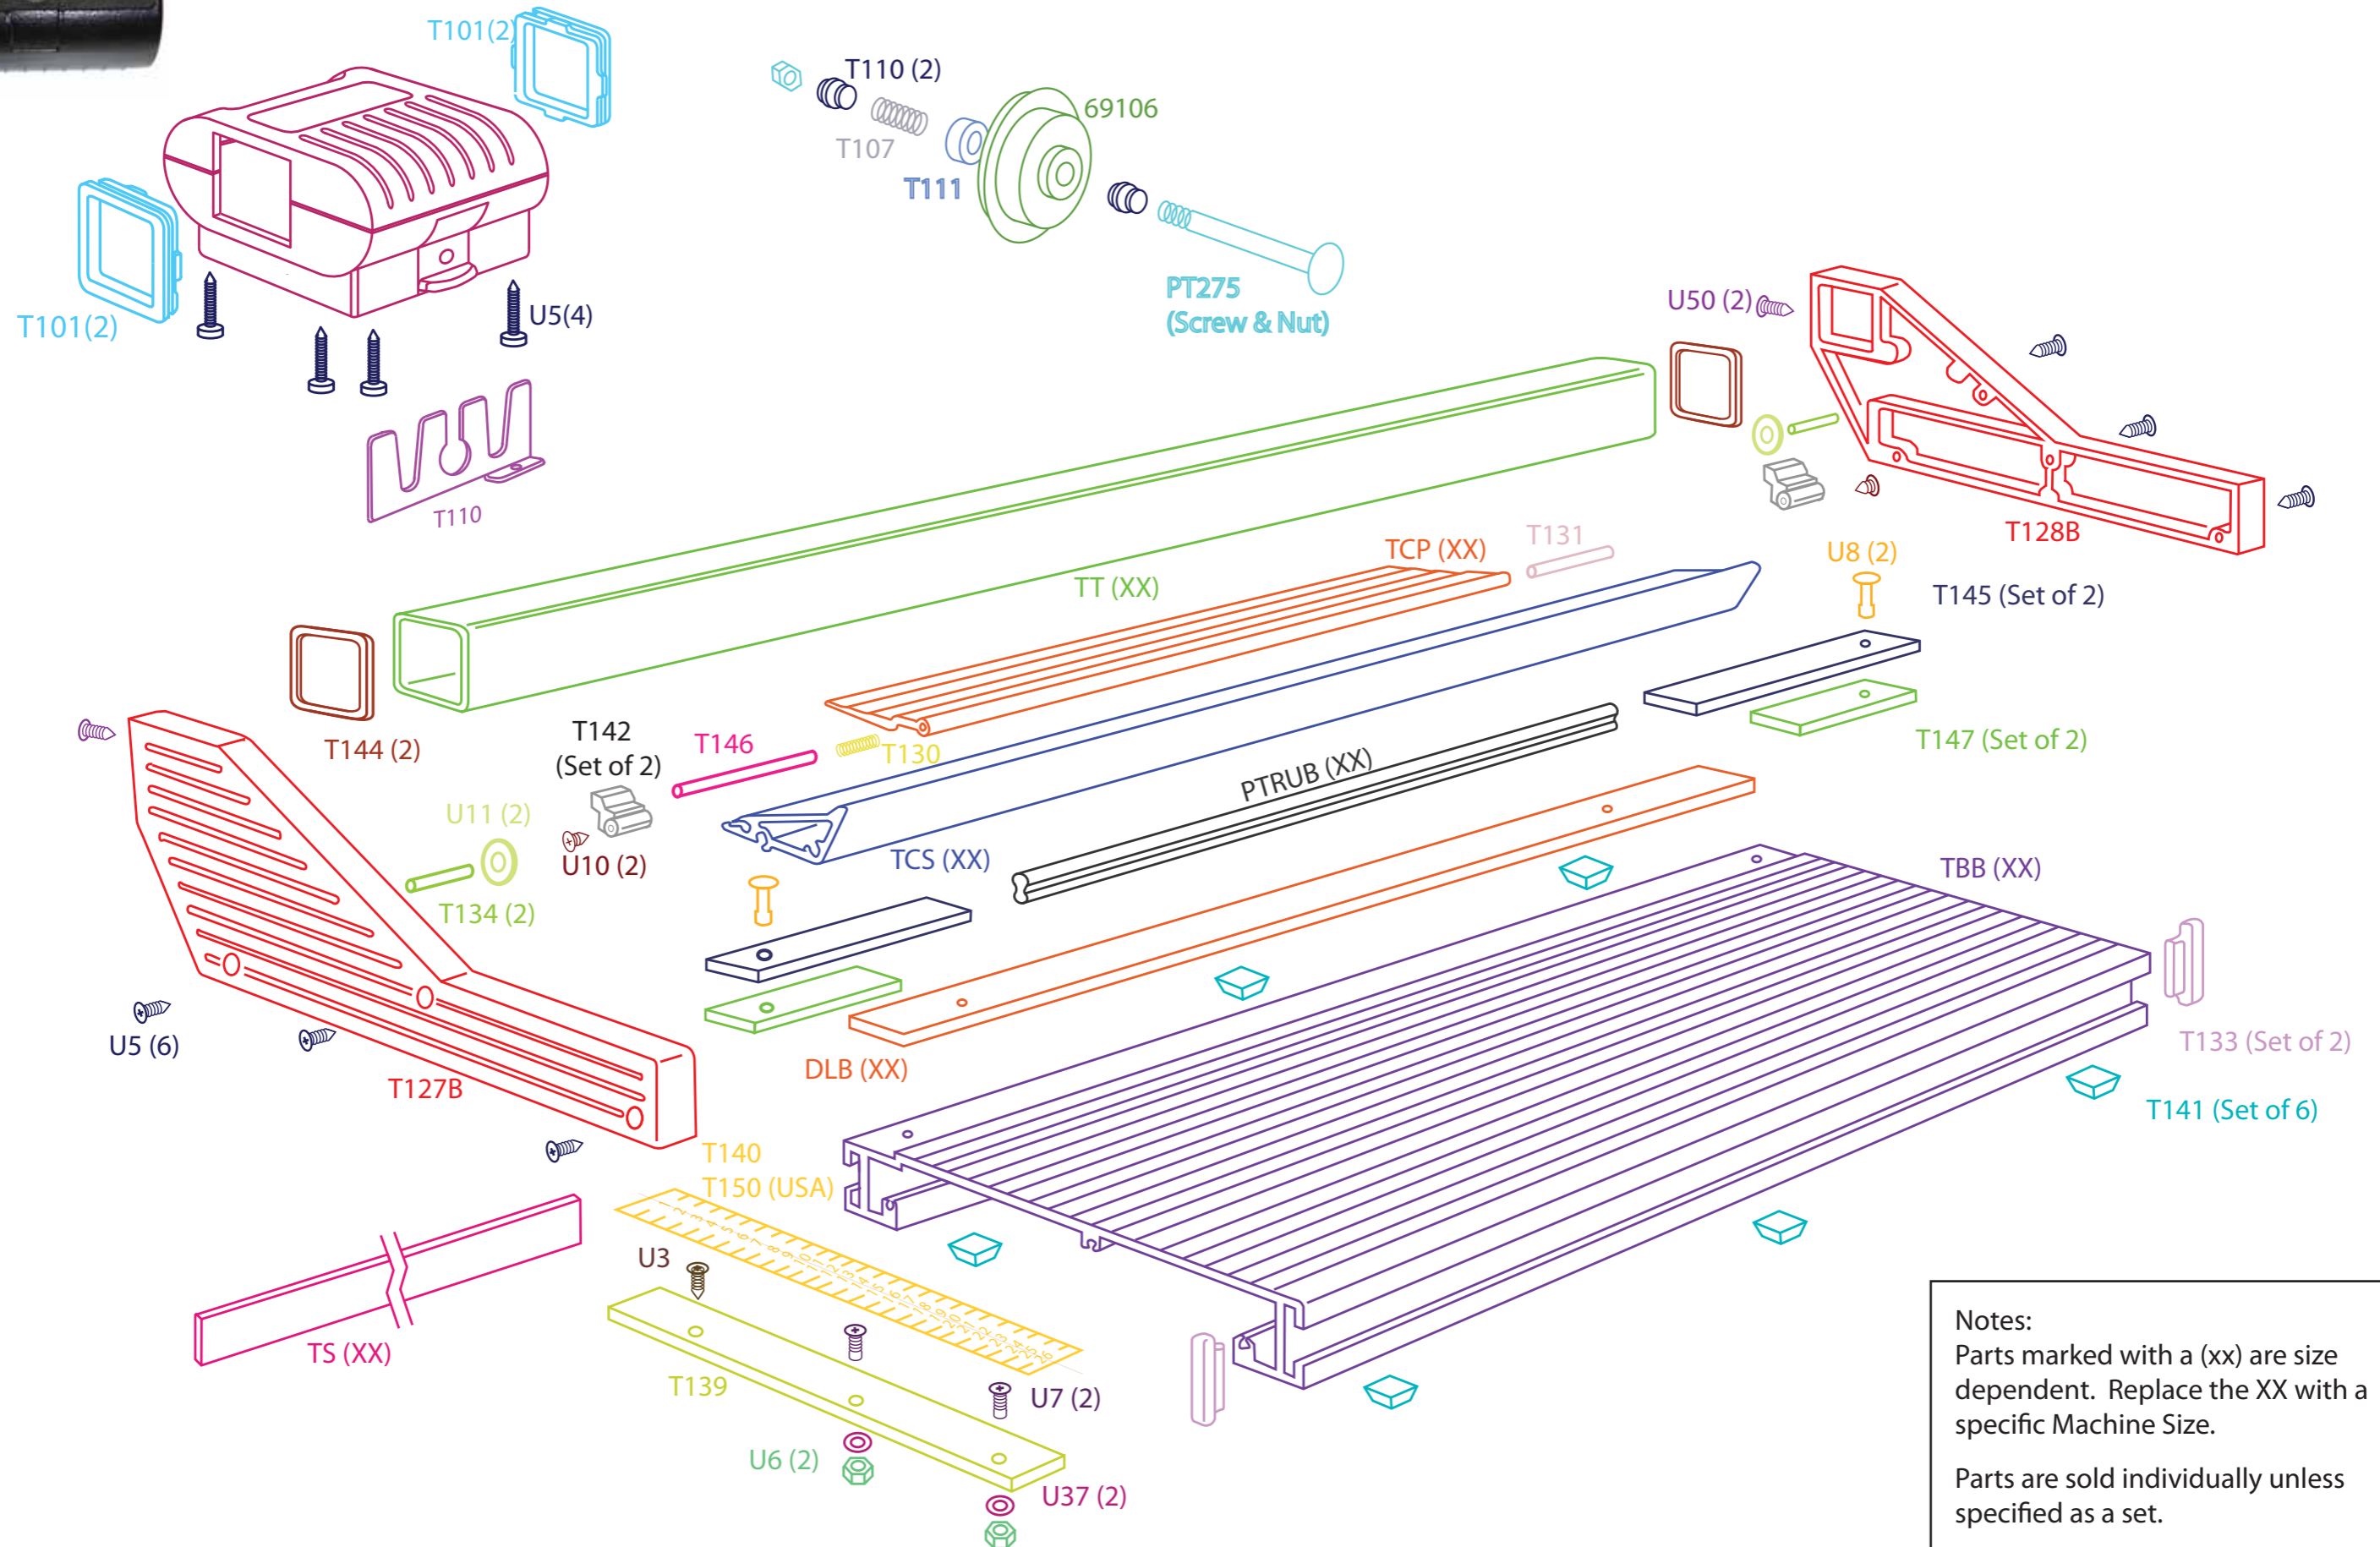 T101(2)
T110 (2)
69106
T107
T111
PT275
(Screw & Nut)
T101(2)
U5(4)
U50 (2)
T110
T128B
TCP (XX)
T131
U8 (2)
TT (XX)
T145 (Set of 2)
T144 (2)
T142
(Set of 2)
T146
T130
T147 (Set of 2)
PTRUB (XX)
U11 (2)
U10 (2)
TCS (XX)
TBB (XX)
T134 (2)
U5 (6)
T127B
DLB (XX)
T133 (Set of 2)
T141 (Set of 6)
T140
T150 (USA)
U3
TS (XX)
T139
U7 (2)
U6 (2)
U37 (2)
Notes:
Parts marked with a (xx) are size
dependent. Replace the XX with a
specific Machine Size.
Parts are sold individually unless
specified as a set.